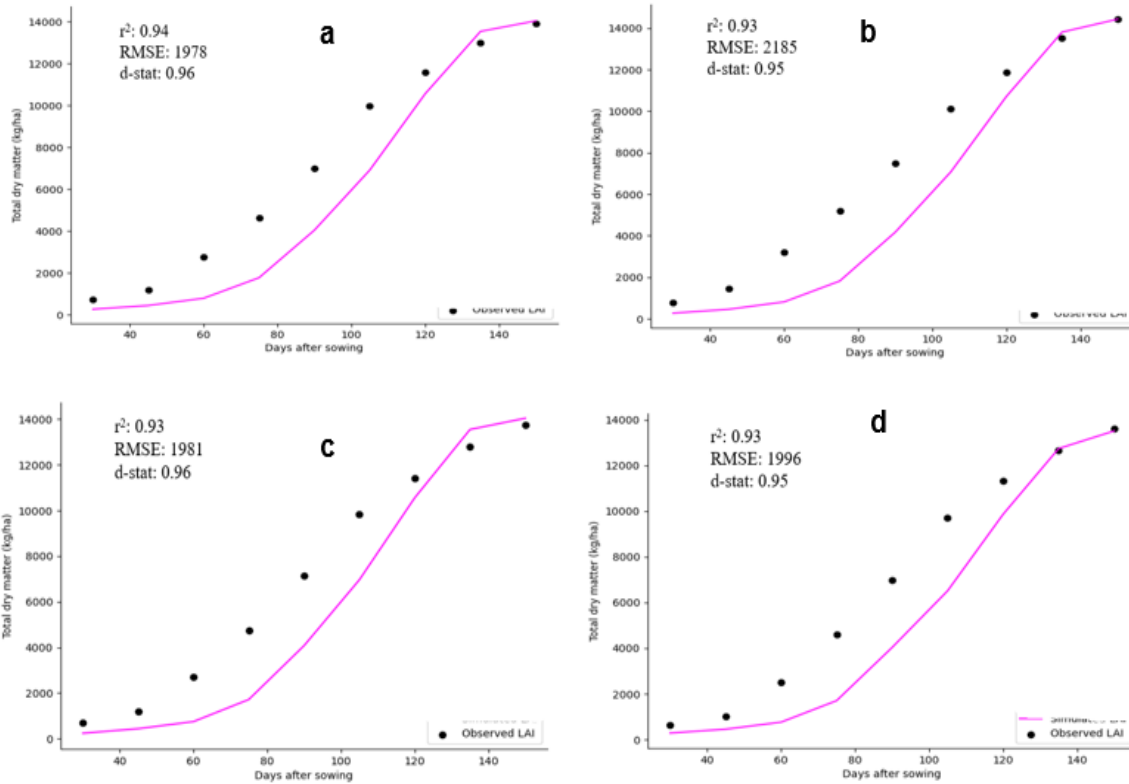 a
r²: 0.94
RMSE: 1978
d-stat: 0.96
14000
12000
10000
8000
6000
4000
2000
0
Total dry matter (kg/ha)
Observed LAI
40 60 80 100 120 140
Days after sowing
b
r²: 0.93
RMSE: 2185
d-stat: 0.95
14000
12000
10000
8000
6000
4000
2000
0
Total dry matter (kg/ha)
Observed LAI
40 60 80 100 120 140
Days after sowing
c
r²: 0.93
RMSE: 1981
d-stat: 0.96
14000
12000
10000
8000
6000
4000
2000
0
Total dry matter (kg/ha)
Observed LAI
40 60 80 100 120 140
Days after sowing
d
r²: 0.93
RMSE: 1996
d-stat: 0.95
14000
12000
10000
8000
6000
4000
2000
0
Total dry matter (kg/ha)
Observed LAI
40 60 80 100 120 140
Days after sowing